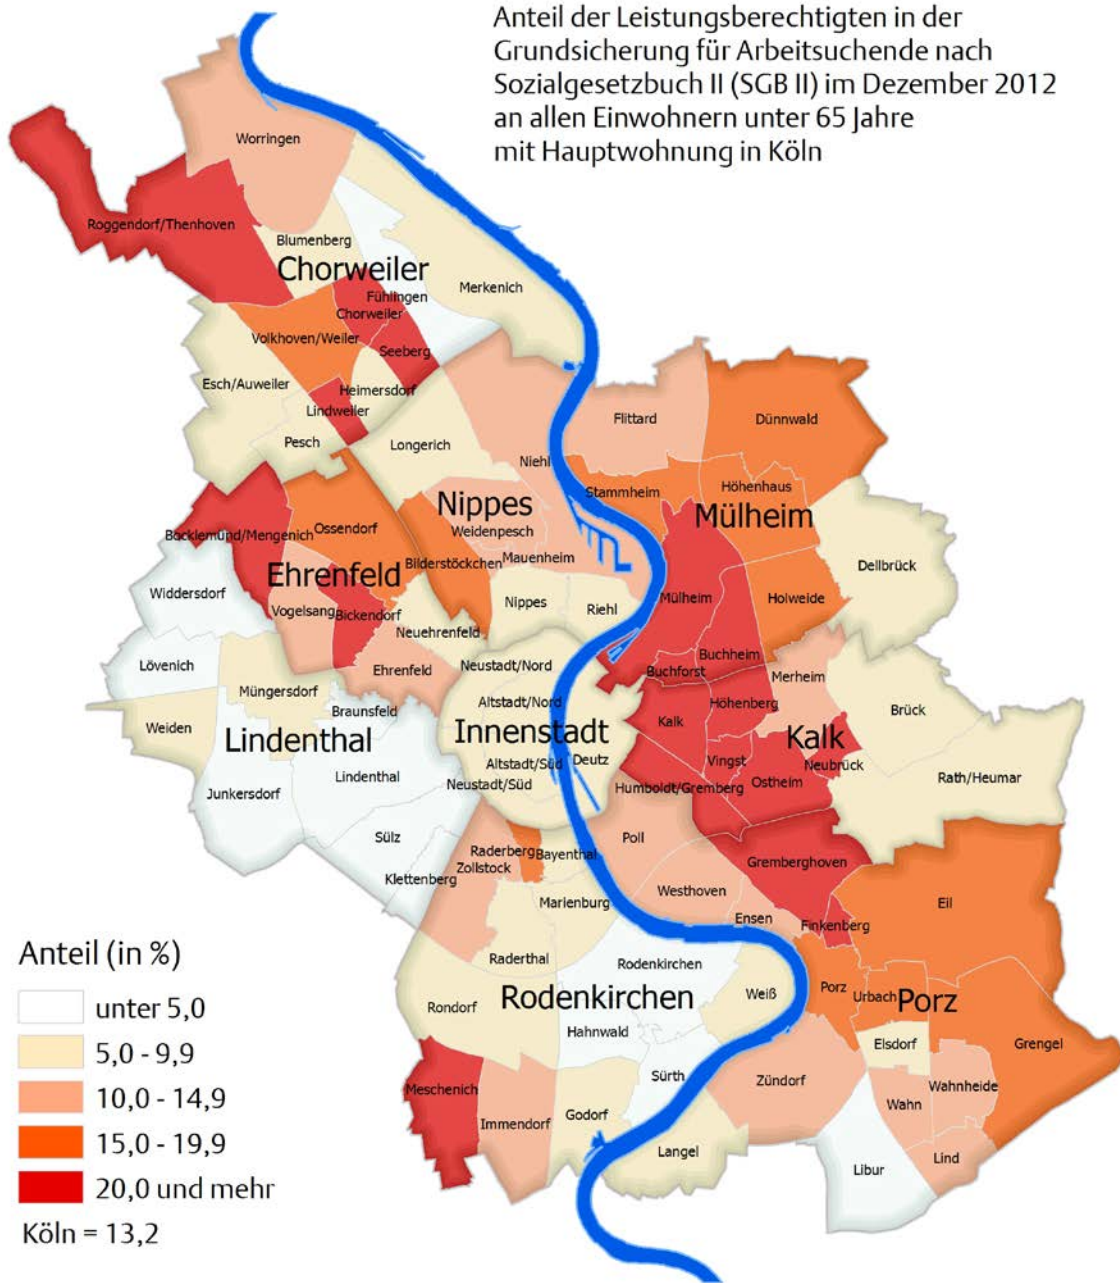 Anteil der Leistungsberechtigten in der
Grundsicherung für Arbeitsuchende nach
Sozialgesetzbuch II (SGB II) im Dezember 2012
an allen Einwohnern unter 65 Jahre
mit Hauptwohnung in Köln
Worringen
Roggendorf/Thenhoven
Blumenberg
Chorweiler
Merkenich
Fühlingen
Chorweiler
Volkhoven/Weiler
Seeberg
Esch/Auweiler
Heimersdorf
Lindweiler
Pesch
Longerich
Flittard
Dünnwald
Niehl
Stammheim
Höhenhaus
Nippes
Mülheim
Weidenpesch
Ossendorf
Bocklemünd/Mengenich
Mauenheim
Bilderstöckchen
Dellbrück
Ehrenfeld
Widdersdorf
Mülheim
Holweide
Nippes
Riehl
Vogelsang
Bickendorf
Neuehrenfeld
Buchheim
Lövenich
Neustadt/Nord
Ehrenfeld
Buchforst
Merheim
Müngersdorf
Altstadt/Nord
Höhenberg
Braunsfeld
Brück
Weiden
Kalk
Innenstadt
Lindenthal
Kalk
Deutz
Vingst
Altstadt/Süd
Neubrück
Lindenthal
Ostheim
Rath/Heumar
Neustadt/Süd
Humboldt/Gremberg
Junkersdorf
Sülz
Poll
Raderberg
Bayenthal
Zollstock
Gremberghoven
Klettenberg
Westhoven
Marienburg
Eil
Ensen
Finkenberg
Raderthal
Rodenkirchen
Porz
Weiß
Urbach
Porz
Rodenkirchen
Rondorf
Hahnwald
Elsdorf
Grengel
Sürth
Zündorf
Meschenich
Wahnheide
Wahn
Godorf
Immendorf
Langel
Lind
Libur
Anteil (in %)
unter 5,0
5,0 - 9,9
10,0 - 14,9
15,0 - 19,9
20,0 und mehr
Köln = 13,2